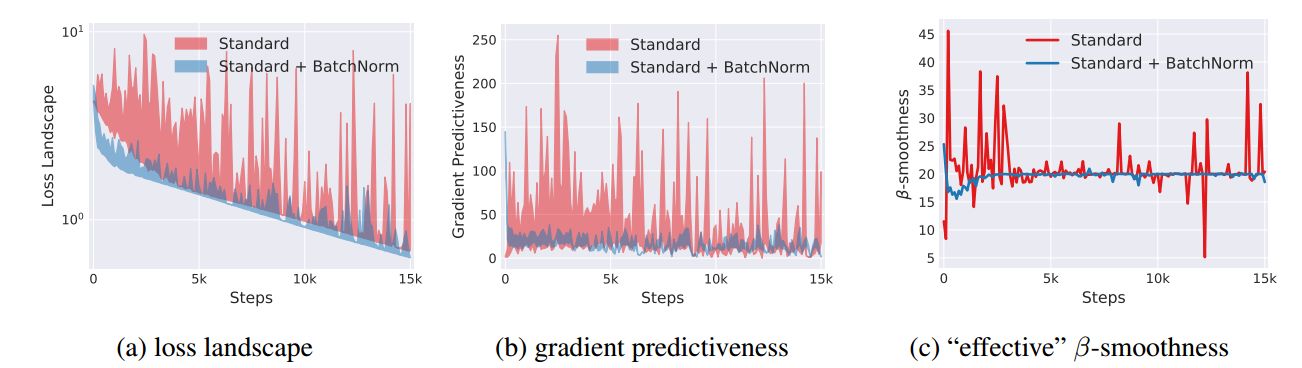 Standard
Standard + BatchNorm
Loss Landscape
10¹
10⁰
0
5k
10k
15k
Steps
(a) loss landscape
Standard
Standard + BatchNorm
Gradient Predictiveness
250
200
150
100
50
0
0
5k
10k
15k
Steps
(b) gradient predictiveness
Standard
Standard + BatchNorm
β-smoothness
45
40
35
30
25
20
15
10
5
0
5k
10k
15k
Steps
(c) “effective” β-smoothness